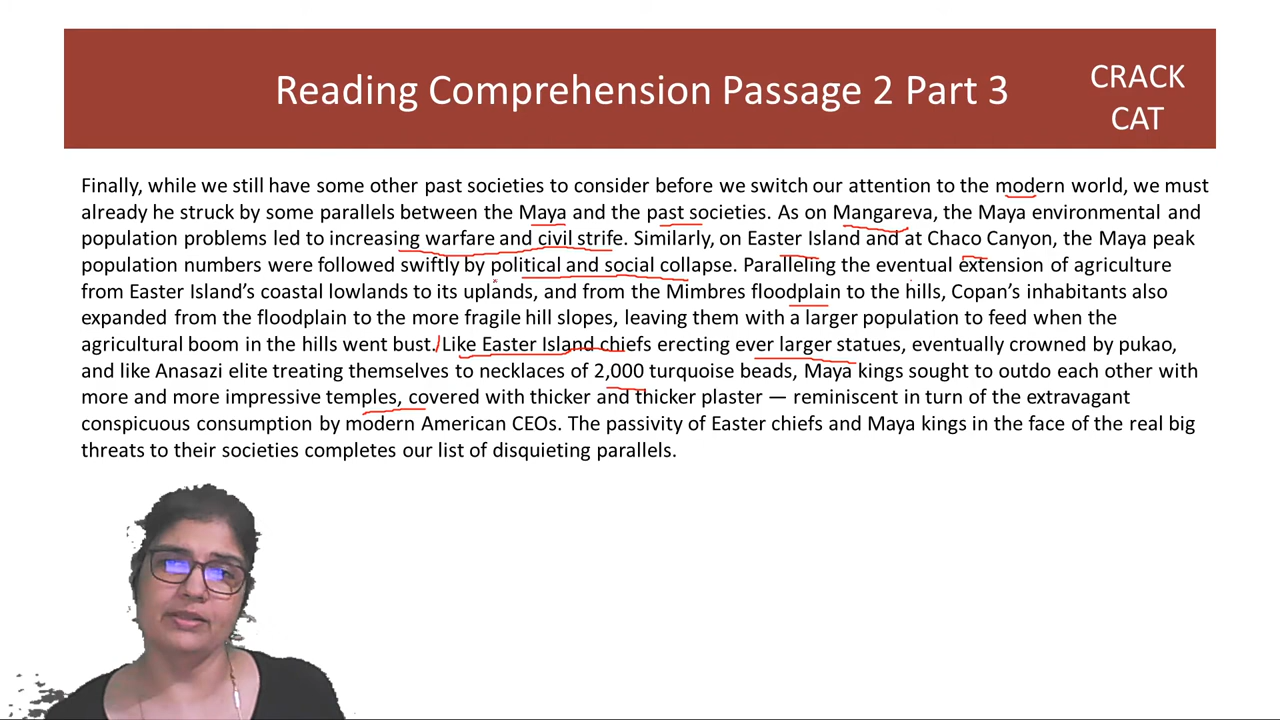 Reading Comprehension Passage 2 Part 3
CRACK
CAT
Finally, while we still have some other past societies to consider before we switch our attention to the modern world, we must
already he struck by some parallels between the Maya and the past societies. As on Mangareva, the Maya environmental and
population problems led to increasing warfare and civil strife. Similarly, on Easter Island and at Chaco Canyon, the Maya peak
population numbers were followed swiftly by political and social collapse. Paralleling the eventual extension of agriculture
from Easter Island’s coastal lowlands to its uplands, and from the Mimbres floodplain to the hills, Copan’s inhabitants also
expanded from the floodplain to the more fragile hill slopes, leaving them with a larger population to feed when the
agricultural boom in the hills went bust. Like Easter Island chiefs erecting ever larger statues, eventually crowned by pukao,
and like Anasazi elite treating themselves to necklaces of 2,000 turquoise beads, Maya kings sought to outdo each other with
more and more impressive temples, covered with thicker and thicker plaster — reminiscent in turn of the extravagant
conspicuous consumption by modern American CEOs. The passivity of Easter chiefs and Maya kings in the face of the real big
threats to their societies completes our list of disquieting parallels.